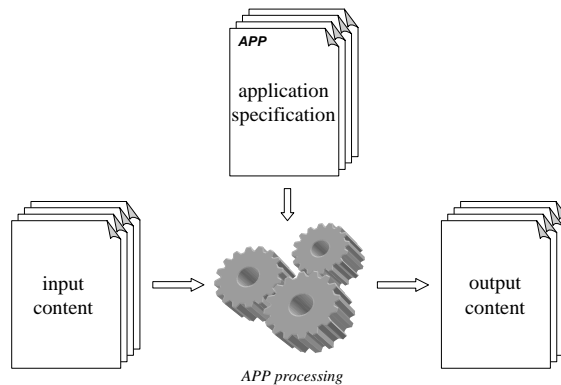 APP
application
specification
input
content
output
content
APP processing